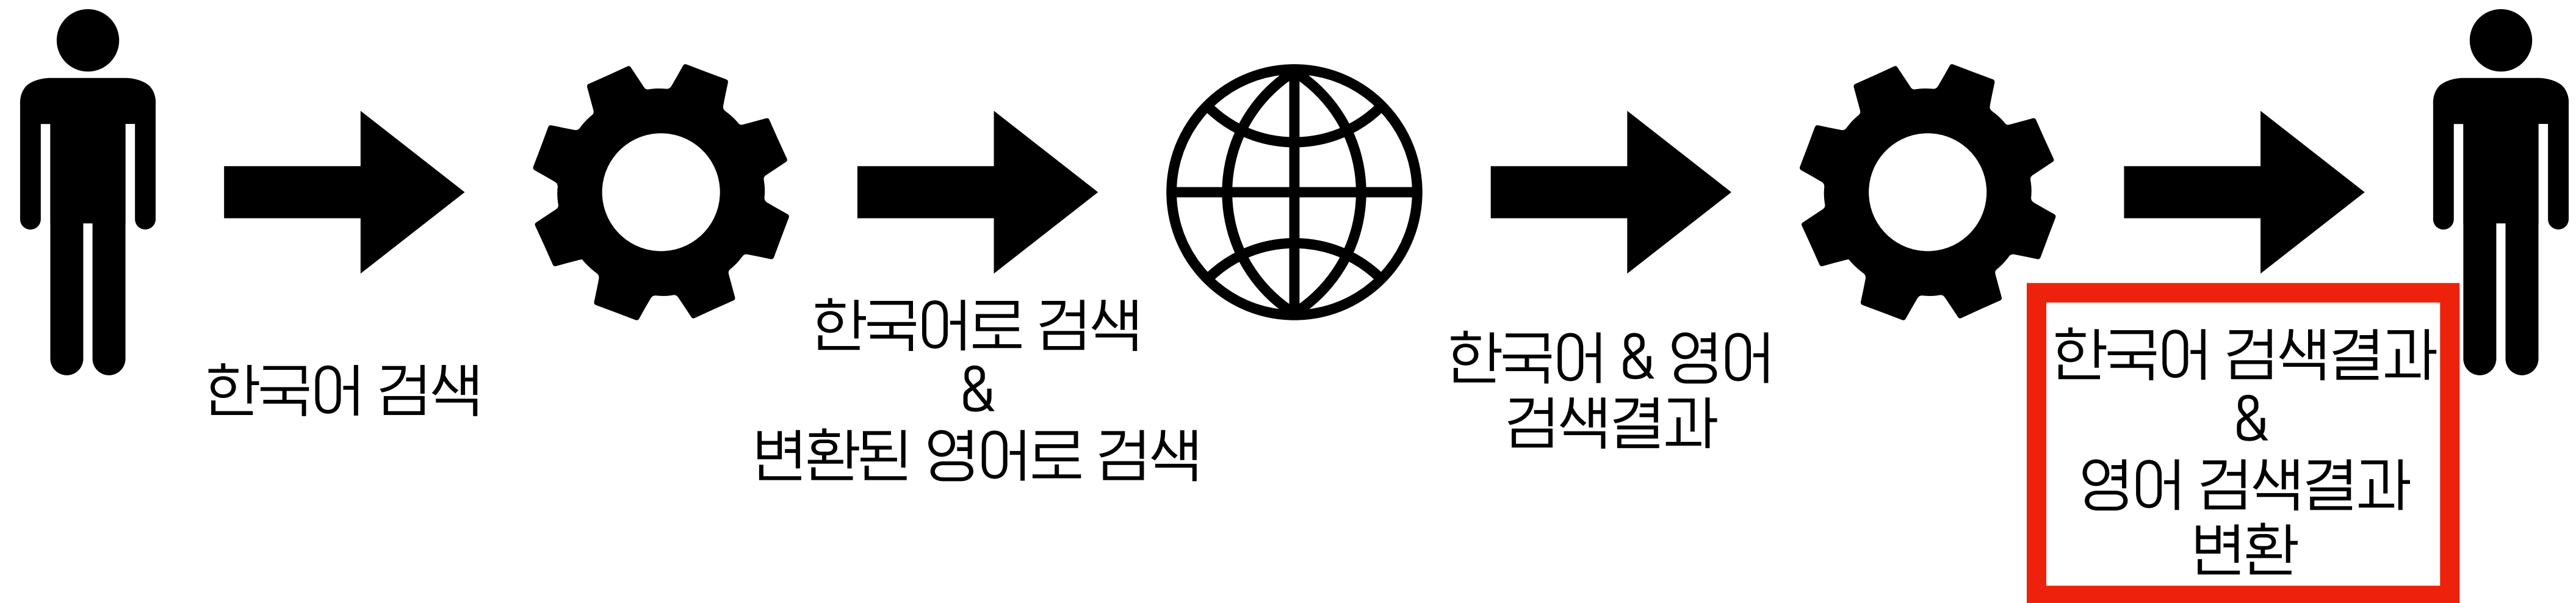 한국어 검색
한국어로 검색
&
변환된 영어로 검색
한국어 & 영어
검색결과
한국어 검색결과
&
영어 검색결과
변환